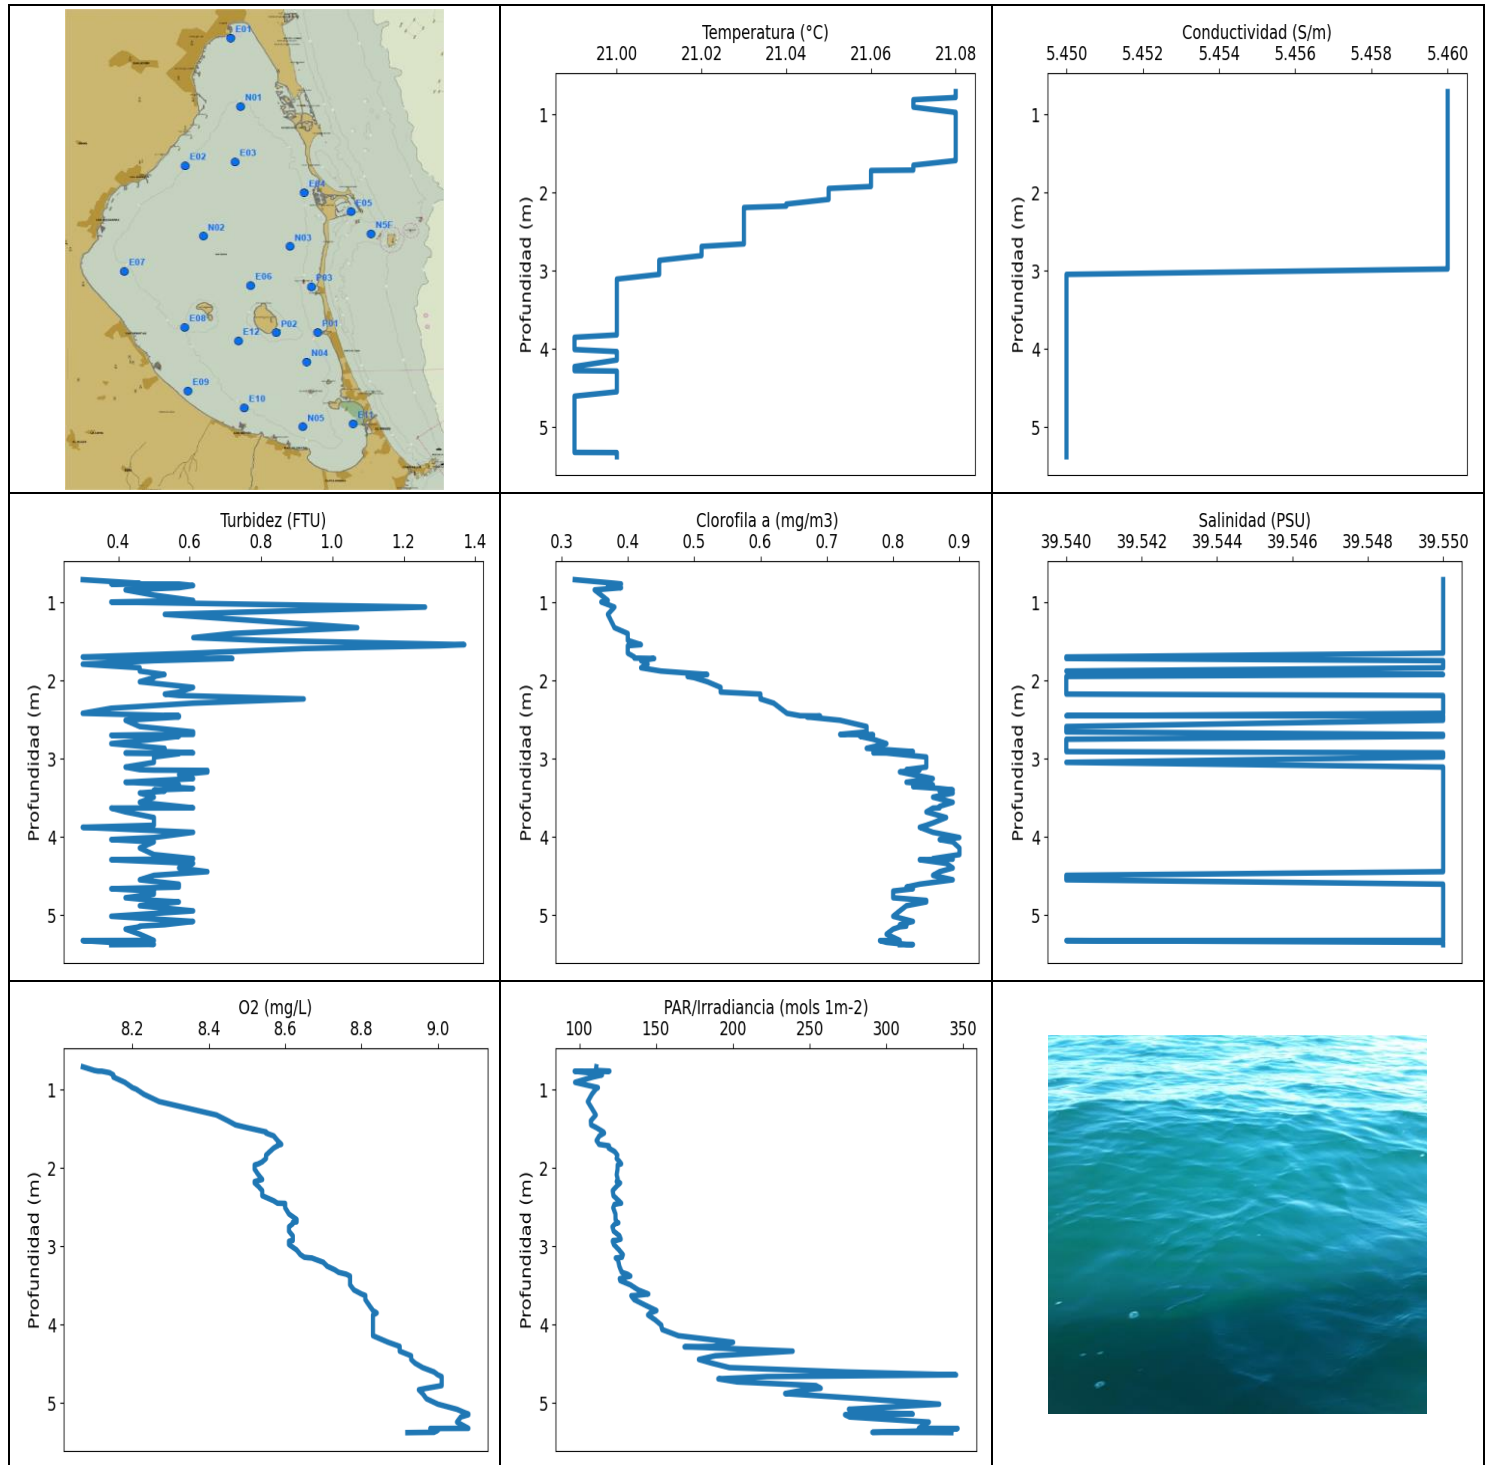 E01
N01
E02
E03
E04
E05
N5F
N02
N03
E07
E06
P03
E08
E12
P02
P01
N04
E09
E10
N05
E11
Temperatura (°C)
21.00 21.02 21.04 21.06 21.08
Profundidad (m)
1
2
3
4
5
Conductividad (S/m)
5.450 5.452 5.454 5.456 5.458 5.460
Profundidad (m)
1
2
3
4
5
Turbidez (FTU)
0.4 0.6 0.8 1.0 1.2 1.4
Profundidad (m)
1
2
3
4
5
Clorofila a (mg/m3)
0.3 0.4 0.5 0.6 0.7 0.8 0.9
Profundidad (m)
1
2
3
4
5
Salinidad (PSU)
39.540 39.542 39.544 39.546 39.548 39.550
Profundidad (m)
1
2
3
4
5
O2 (mg/L)
8.2 8.4 8.6 8.8 9.0
Profundidad (m)
1
2
3
4
5
PAR/Irradiancia (mols 1m-2)
100 150 200 250 300 350
Profundidad (m)
1
2
3
4
5